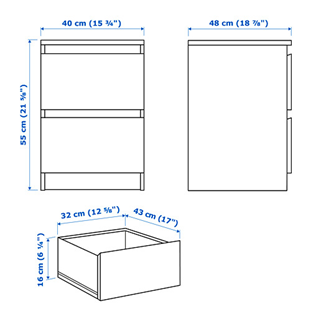 40 cm (15 ¾")
48 cm (18 ⅞")
55 cm (21 ⅝")
32 cm (12 ⅝")
43 cm (17")
16 cm (6 ¼")